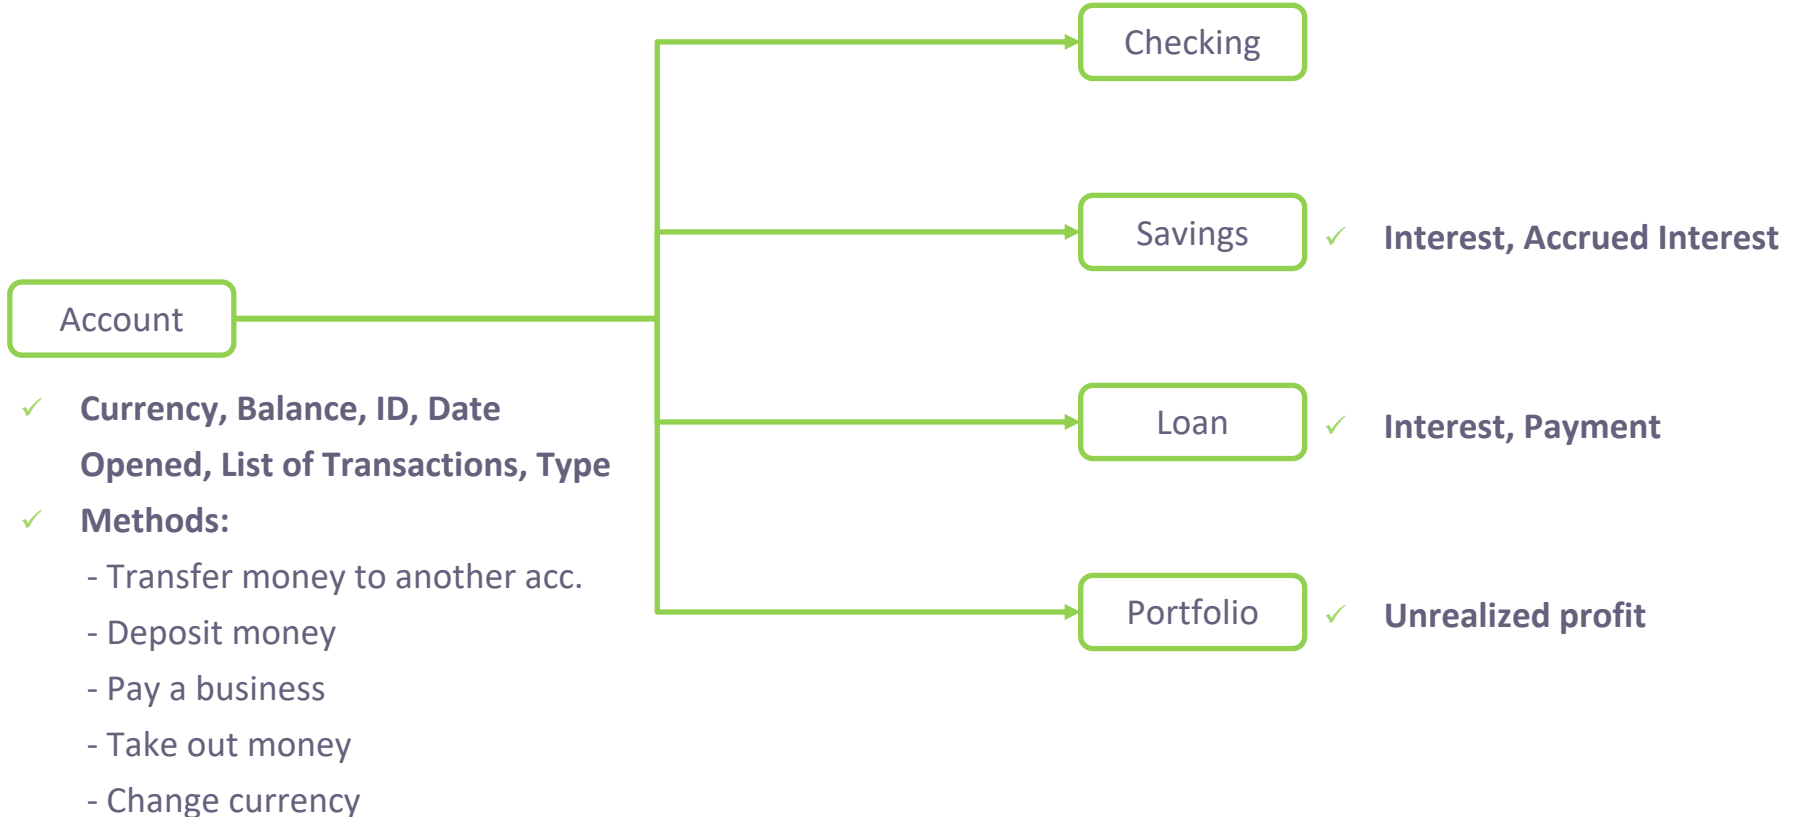 Checking
Savings
✓ Interest, Accrued Interest
Account
✓ Currency, Balance, ID, Date
Opened, List of Transactions, Type
✓ Methods:
- Transfer money to another acc.
- Deposit money
- Pay a business
- Take out money
- Change currency
Loan
✓ Interest, Payment
Portfolio
✓ Unrealized profit